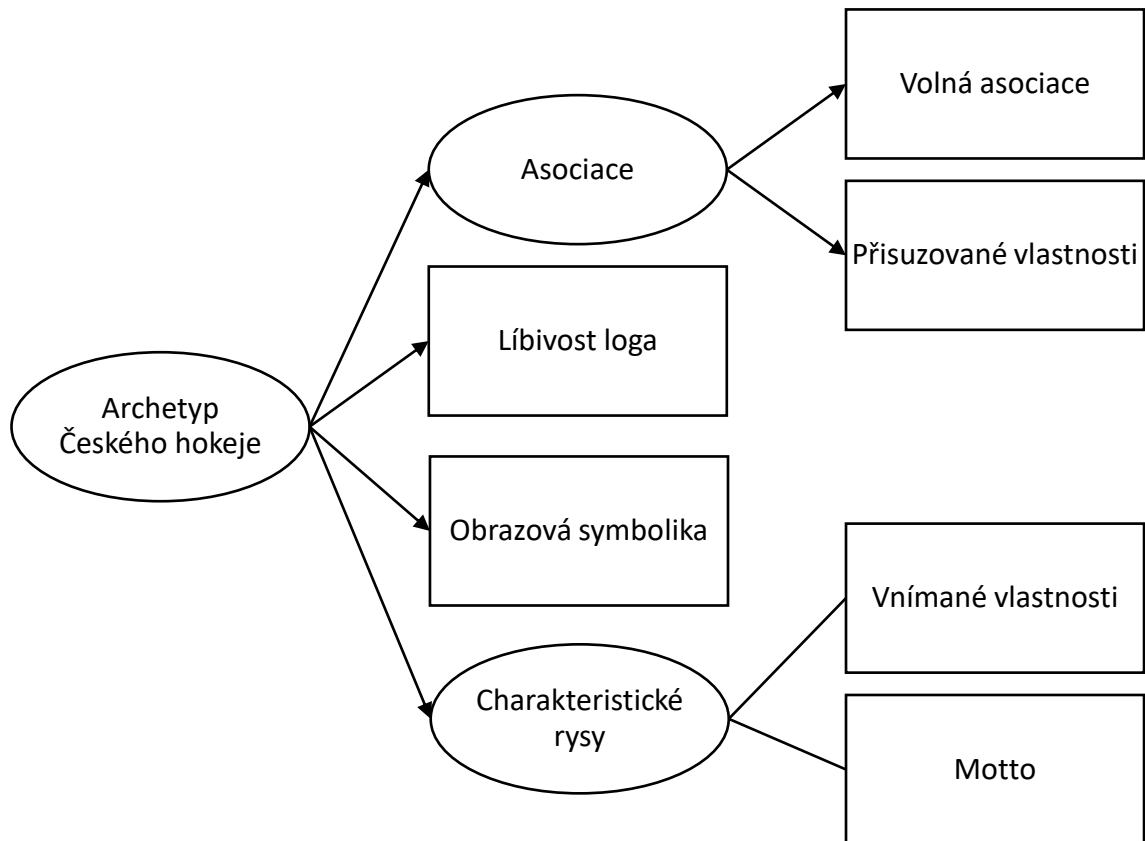 Volná asociace
Asociace
Přisuzované vlastnosti
Líbivost loga
Archetyp
Českého hokeje
Obrazová symbolika
Vnímané vlastnosti
Charakteristické
rysy
Motto